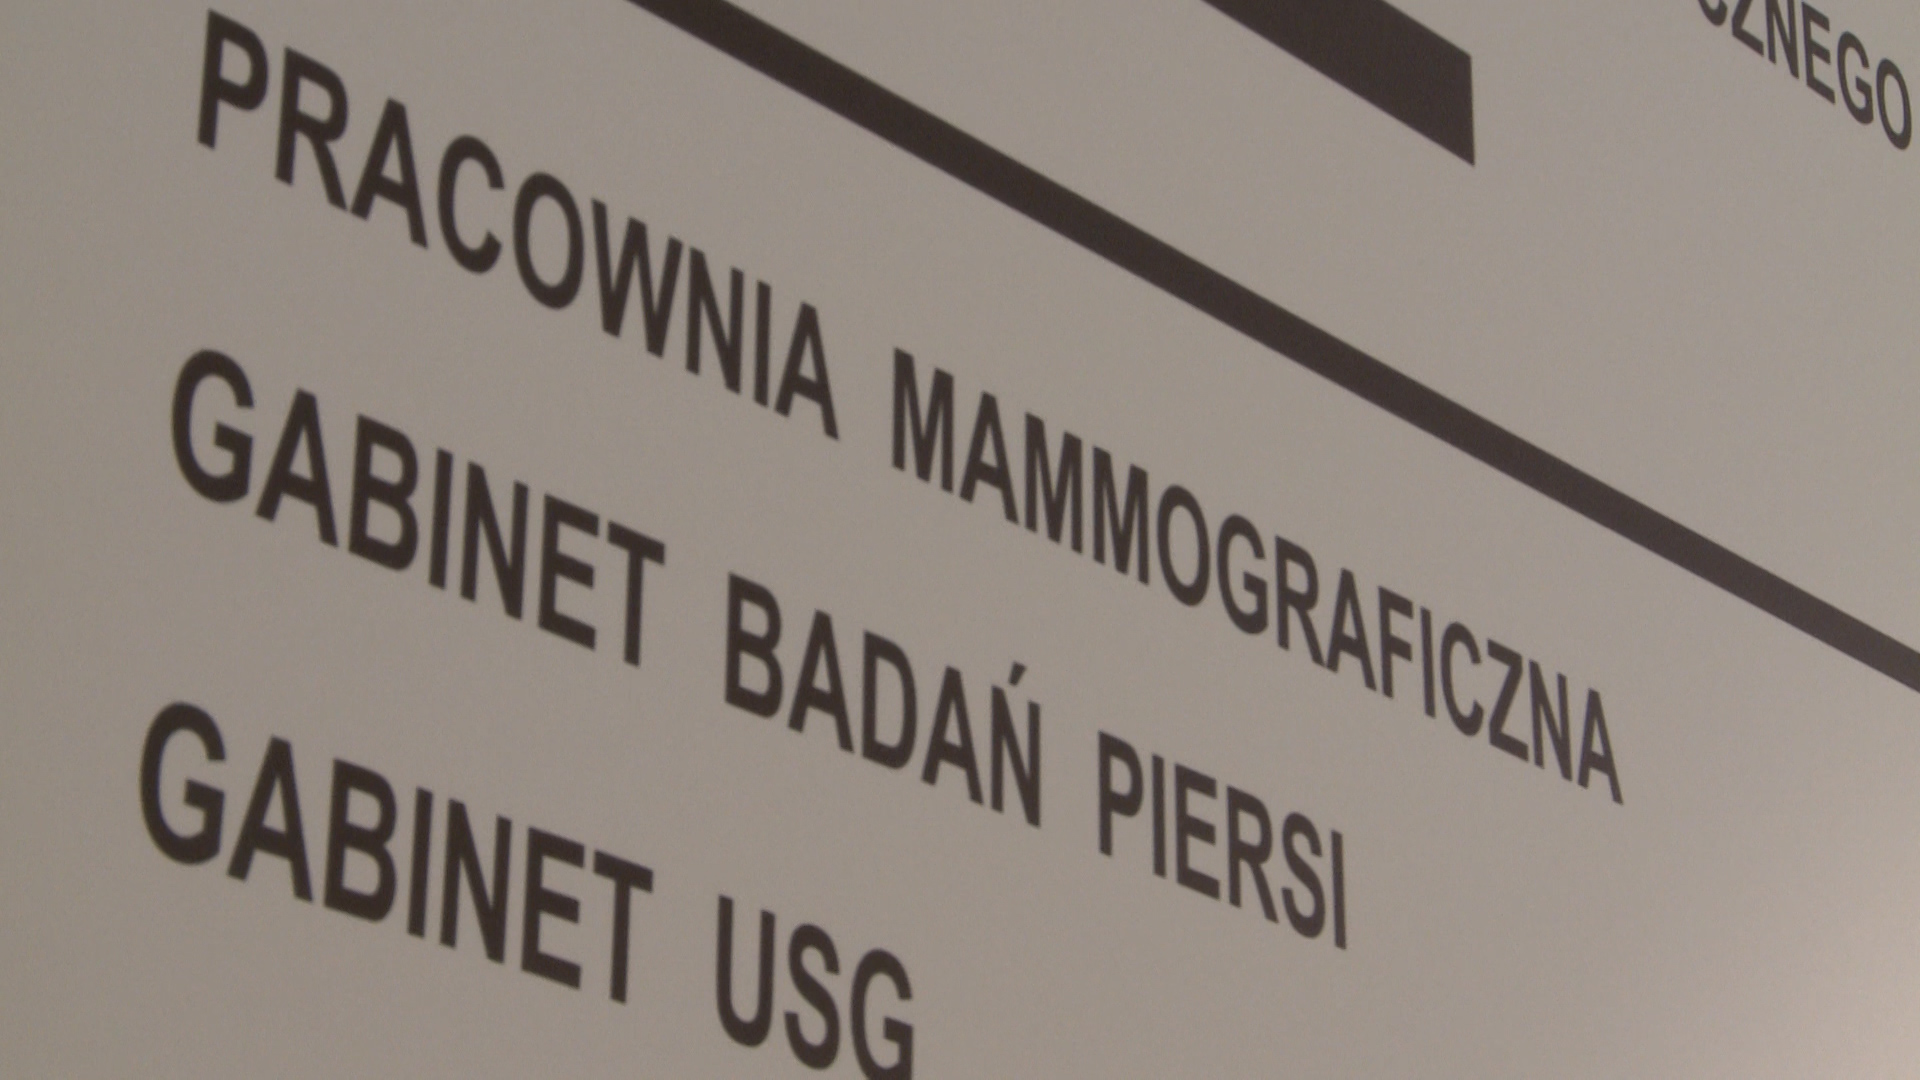 PRACOWNIA MAMMOGRAFICZNA
GABINET BADAŃ PIERSI
GABINET USG